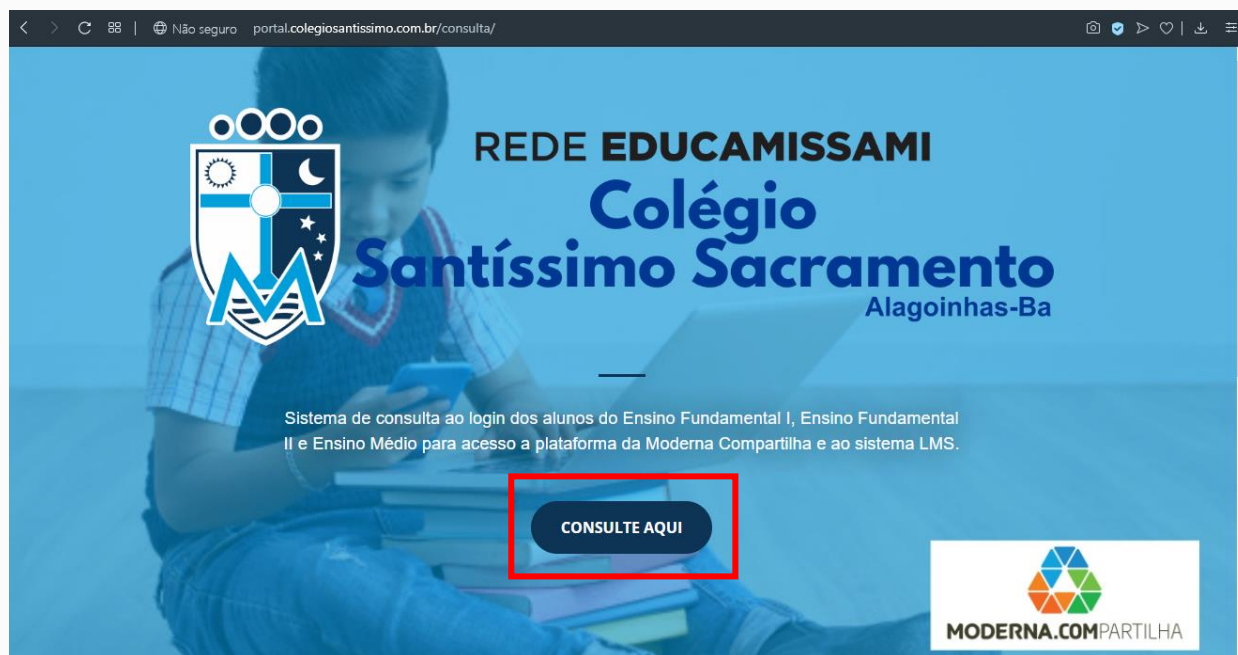 Não seguro portal.colegiosantissimo.com.br/consulta/
REDE EDUCAMISSAMI
Colégio
Santíssimo Sacramento
Alagoinhas-Ba
Sistema de consulta ao login dos alunos do Ensino Fundamental I, Ensino Fundamental
II e Ensino Médio para acesso a plataforma da Moderna Compartilha e ao sistema LMS.
CONSULTE AQUI
MODERNA.COMPARTILHA